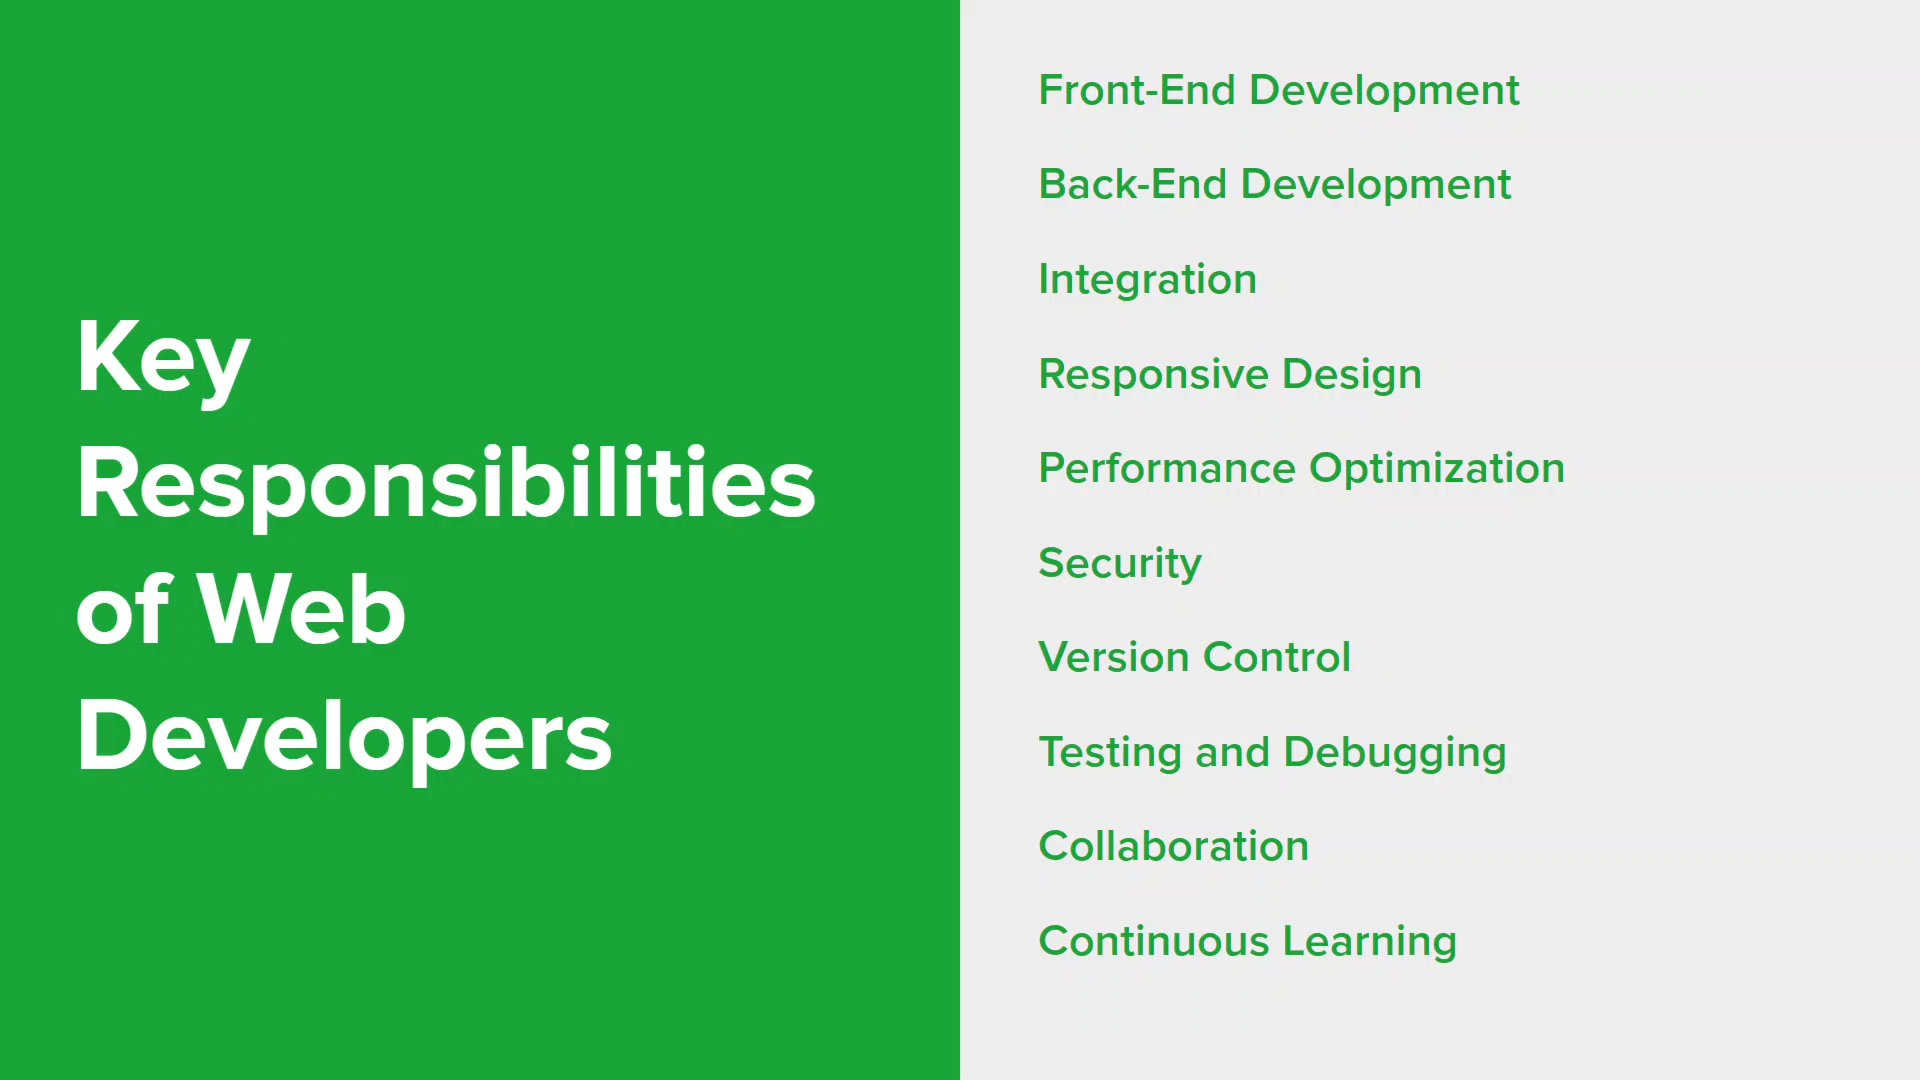 Key
Responsibilities
of Web
Developers
Front-End Development
Back-End Development
Integration
Responsive Design
Performance Optimization
Security
Version Control
Testing and Debugging
Collaboration
Continuous Learning